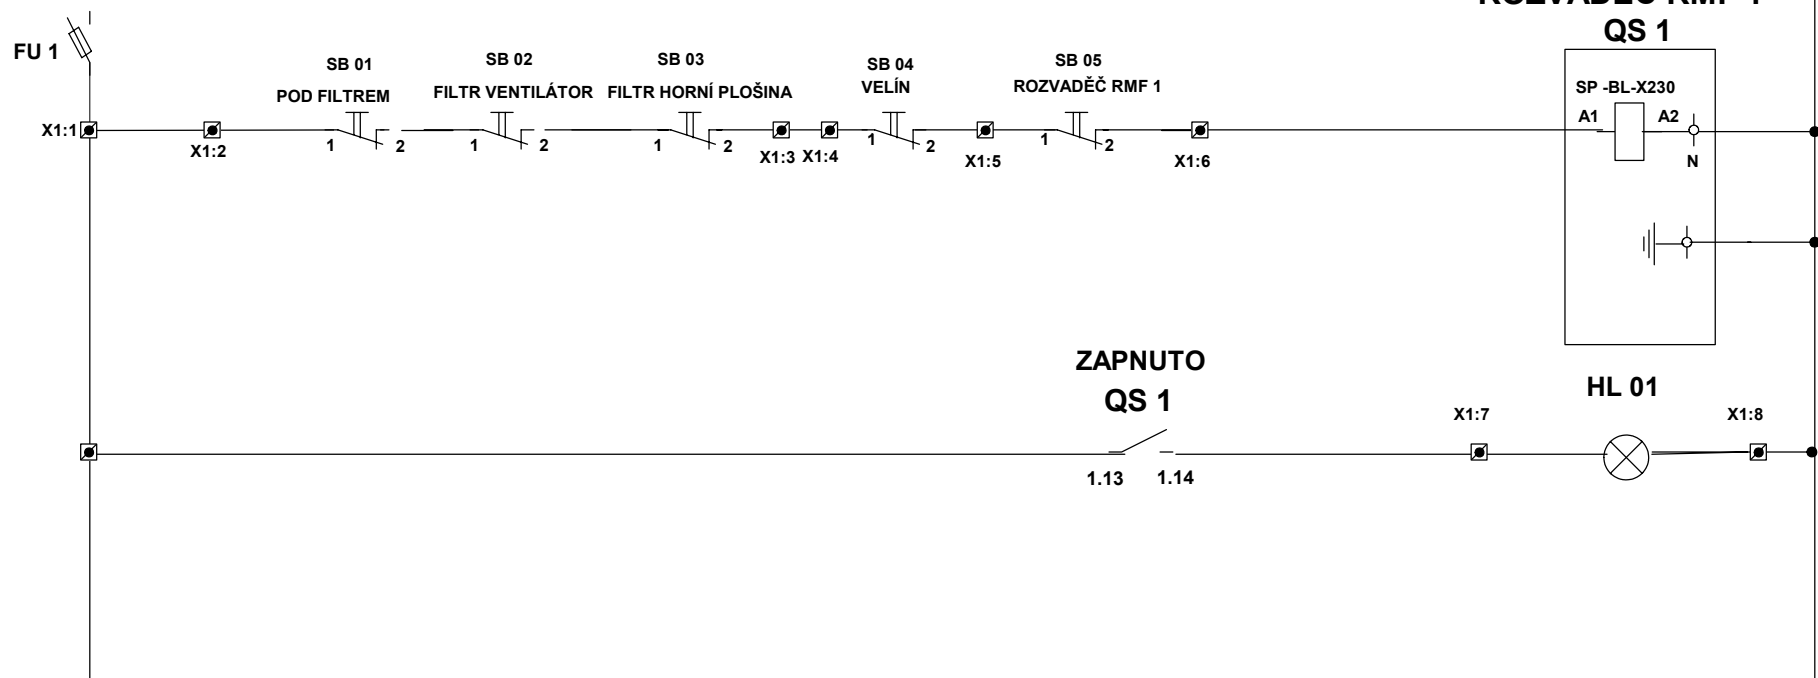 QS 1
FU 1
SB 01
POD FILTREM
SB 02
FILTR VENTILÁTOR
SB 03
FILTR HORNÍ PLOŠINA
SB 04
VELÍN
SB 05
ROZVADĚČ RMF 1
SP -BL-X230
A1
A2
X1:1
X1:2
1
2
1
2
1
2
X1:3
X1:4
1
2
X1:5
1
2
X1:6
N
ZAPNUTO
QS 1
HL 01
X1:7
X1:8
1.13
1.14